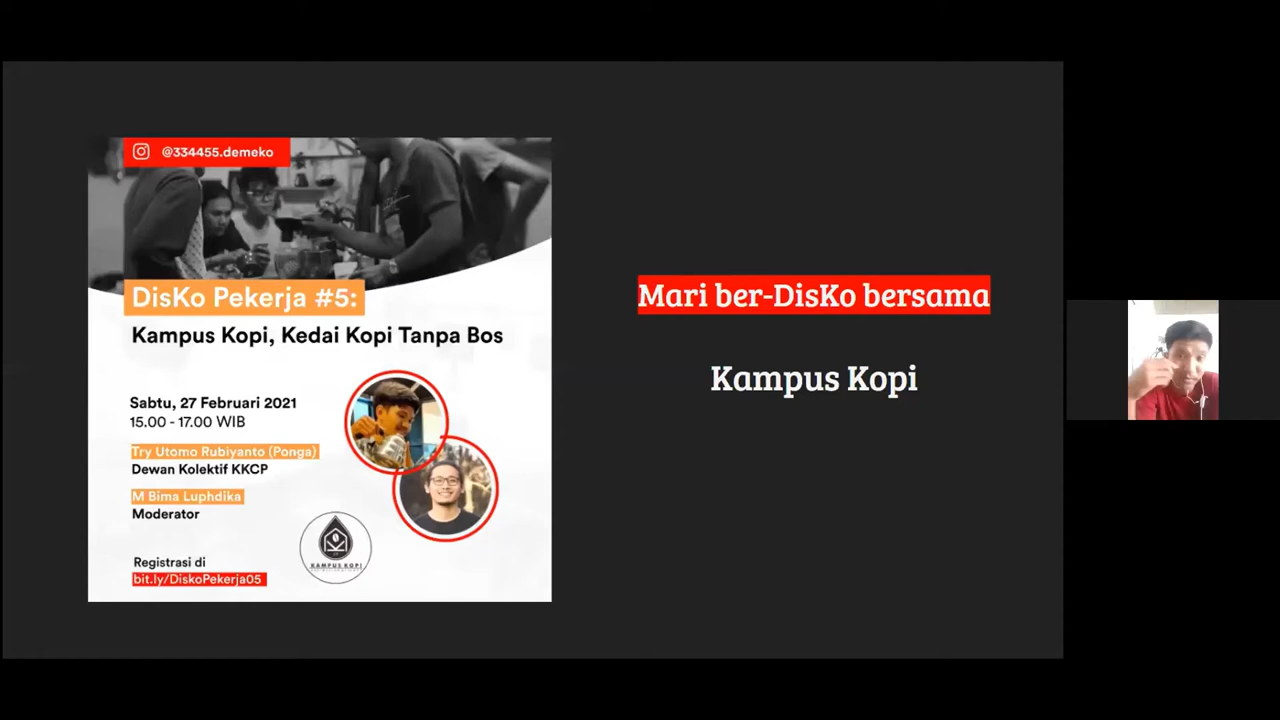 @334455.demeko
DisKo Pekerja #5:
Kampus Kopi, Kedai Kopi Tanpa Bos
Sabtu, 27 Februari 2021
15.00 - 17.00 WIB
Try Utomo Rubiyanto (Ponga)
Dewan Kolektif KKCP
M Bima Luphdika
Moderator
KAMPUS KOPI
Registrasi di
bit.ly/DiskoPekerja05
Mari ber-DisKo bersama
Kampus Kopi